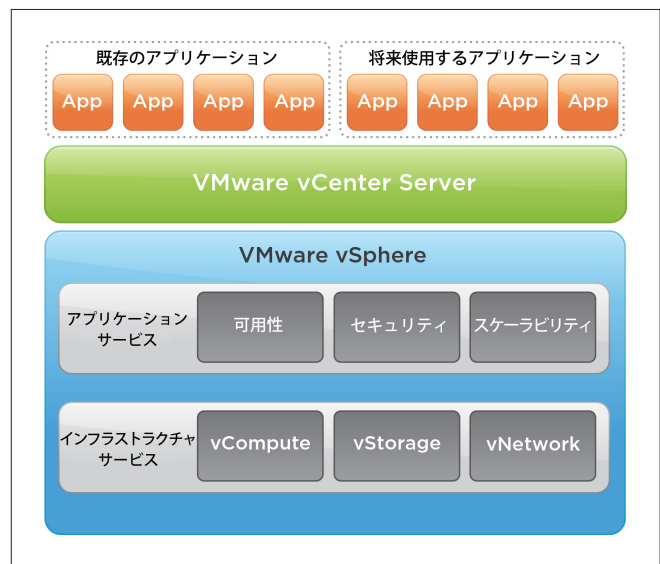 既存のアプリケーション
将来使用するアプリケーション
App App App App
App App App App
VMware vCenter Server
VMware vSphere
アプリケーション
サービス
可用性
セキュリティ
スケーラビリティ
インフラストラクチャ
サービス
vCompute
vStorage
vNetwork